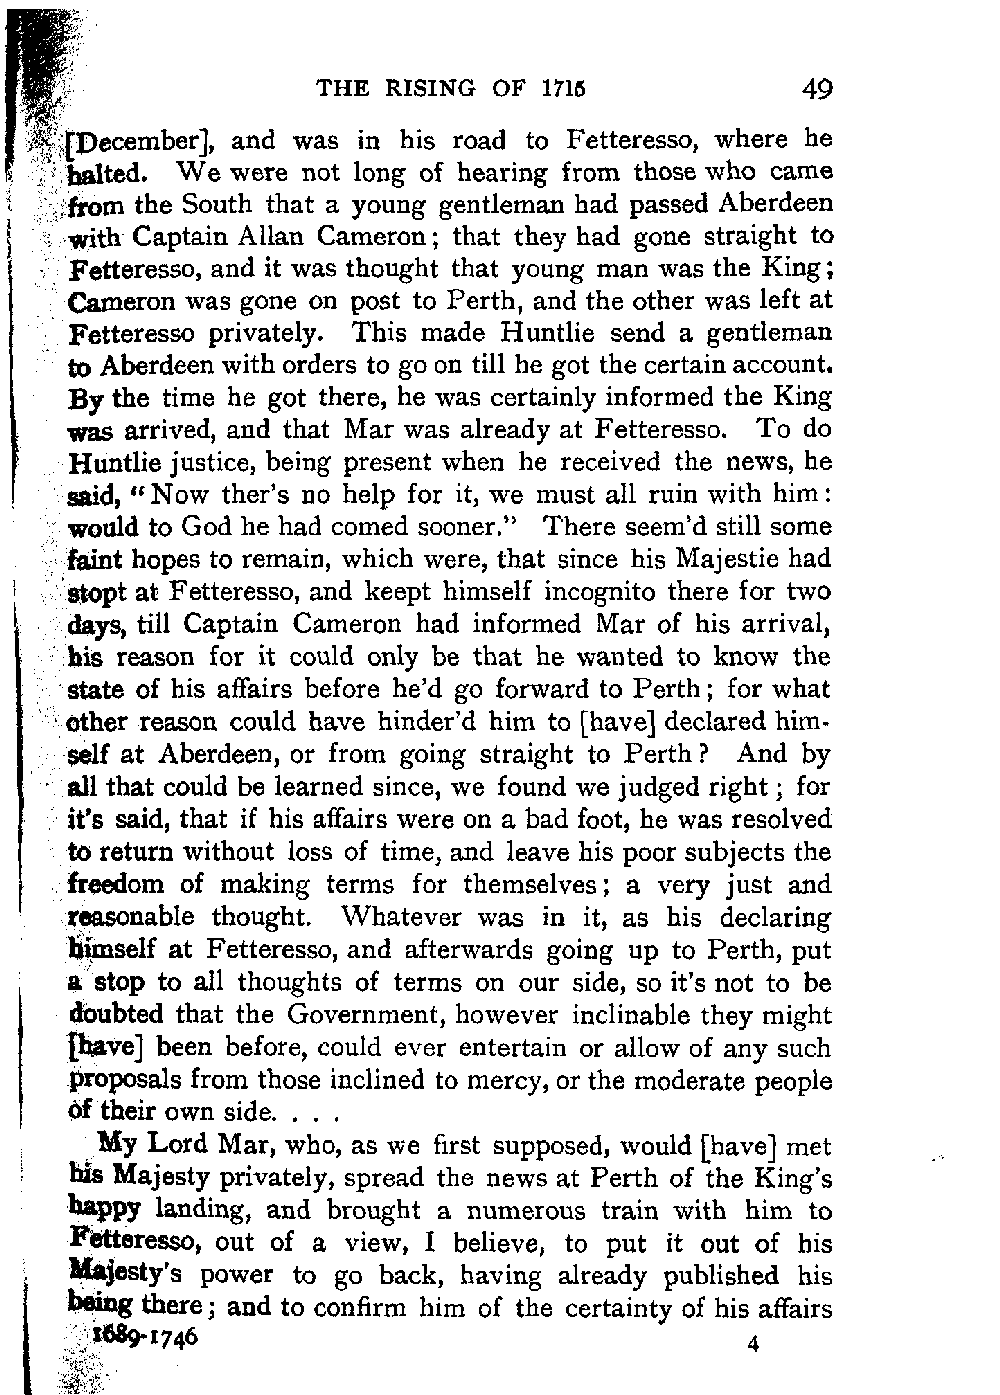 THE RISING OF 1715 49
[December], and was in his road to Fetteresso, where he
halted. We were not long of hearing from those who came
from the South that a young gentleman had passed Aberdeen
with Captain Allan Cameron; that they had gone straight to
Fetteresso, and it was thought that young man was the King;
Cameron was gone on post to Perth, and the other was left at
Fetteresso privately. This made Huntlie send a gentleman
to Aberdeen with orders to go on till he got the certain account.
By the time he got there, he was certainly informed the King
was arrived, and that Mar was already at Fetteresso. To do
Huntlie justice, being present when he received the news, he
said, “Now ther's no help for it, we must all ruin with him:
would to God he had comed sooner.” There seem'd still some
faint hopes to remain, which were, that since his Majestie had
stopt at Fetteresso, and keept himself incognito there for two
days, till Captain Cameron had informed Mar of his arrival,
his reason for it could only be that he wanted to know the
state of his affairs before he'd go forward to Perth; for what
other reason could have hinder'd him to [have] declared him-
self at Aberdeen, or from going straight to Perth? And by
all that could be learned since, we found we judged right; for
it's said, that if his affairs were on a bad foot, he was resolved
to return without loss of time, and leave his poor subjects the
freedom of making terms for themselves; a very just and
reasonable thought. Whatever was in it, as his declaring
himself at Fetteresso, and afterwards going up to Perth, put
a stop to all thoughts of terms on our side, so it's not to be
doubted that the Government, however inclinable they might
[have] been before, could ever entertain or allow of any such
proposals from those inclined to mercy, or the moderate people
of their own side. . . .
My Lord Mar, who, as we first supposed, would [have] met
his Majesty privately, spread the news at Perth of the King's
happy landing, and brought a numerous train with him to
Fetteresso, out of a view, I believe, to put it out of his
Majesty's power to go back, having already published his
being there; and to confirm him of the certainty of his affairs
1689-1746 4